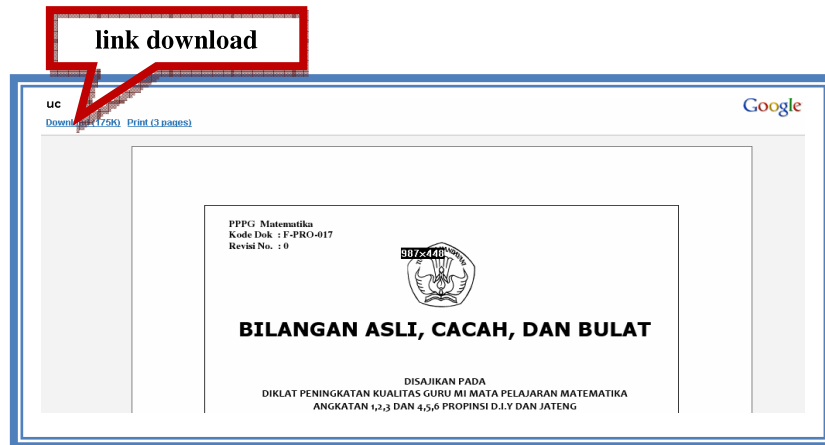 link download
uc
Google
Download (175K) Print (3 pages)
PPPG Matematika
Kode Dok : F-PRO-017
Revisi No. : 0
987×448
BILANGAN ASLI, CACAH, DAN BULAT
DISAJIKAN PADA
DIKLAT PENINGKATAN KUALITAS GURU MI MATA PELAJARAN MATEMATIKA
ANGKATAN 1,2,3 DAN 4,5,6 PROPINSI D.I.Y DAN JATENG